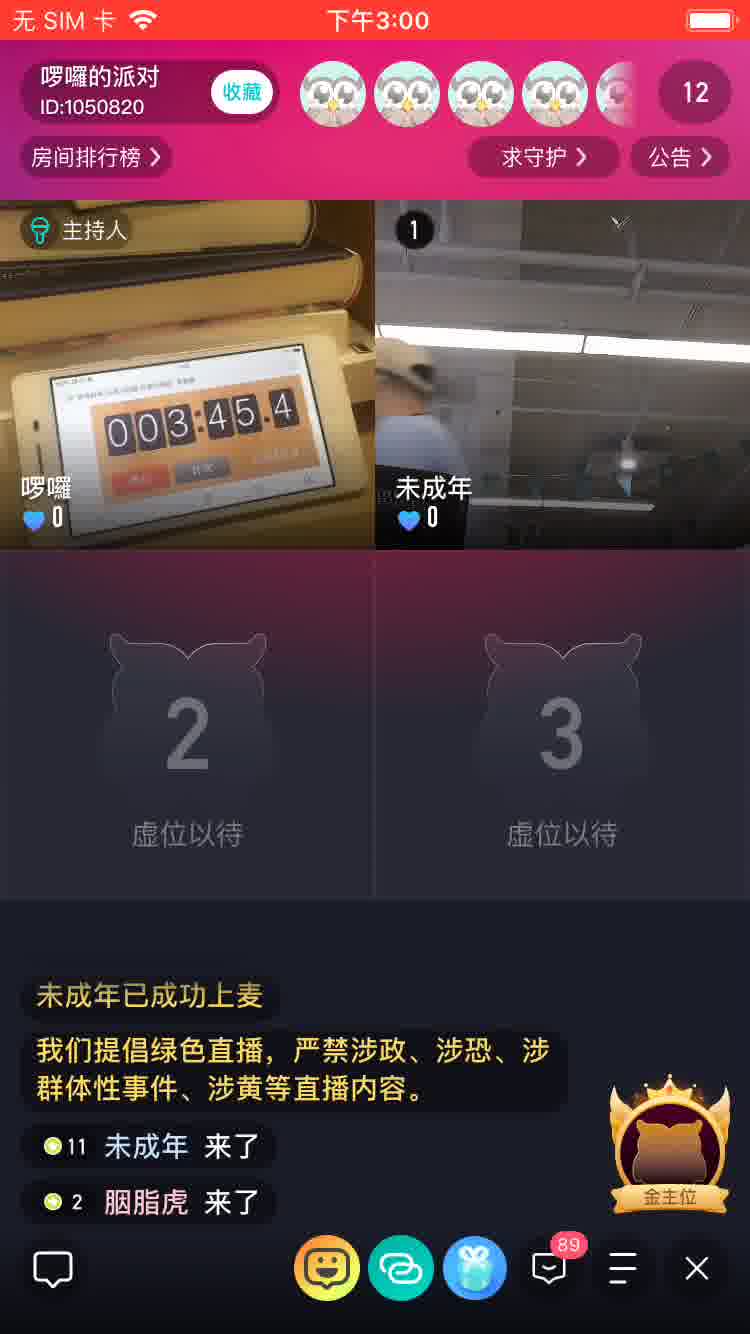 无 SIM 卡 下午3:00
啰囉的派对
ID:1050820
收藏
12
房间排行榜
求守护
公告
主持人
1
003:45.4
啰囉
0
未成年
0
2
3
虚位以待
虚位以待
未成年已成功上麦
我们提倡绿色直播，严禁涉政、涉恐、涉
群体性事件、涉黄等直播内容。
11 未成年 来了
2 胭脂虎 来了
金主位
89